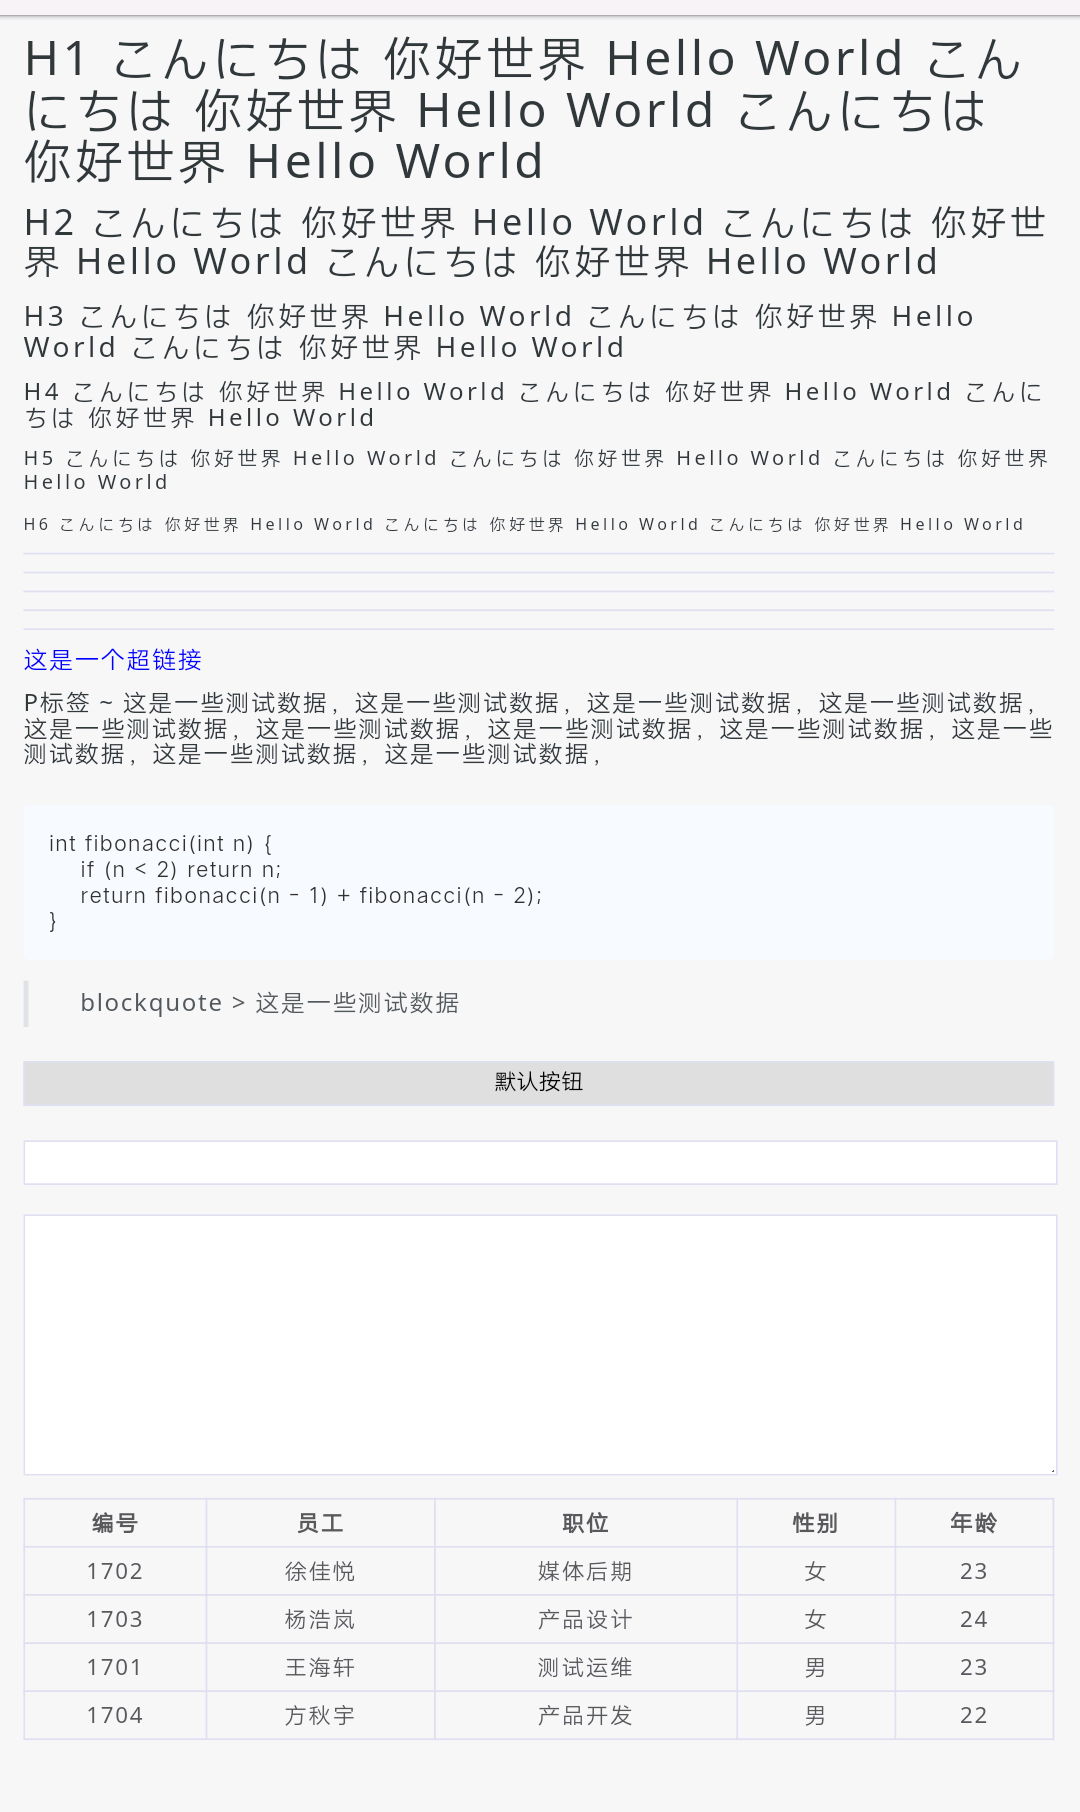 H1 こんにちは 你好世界 Hello World こん
にちは 你好世界 Hello World こんにちは
你好世界 Hello World
H2 こんにちは 你好世界 Hello World こんにちは 你好世
界 Hello World こんにちは 你好世界 Hello World
H3 こんにちは 你好世界 Hello World こんにちは 你好世界 Hello
World こんにちは 你好世界 Hello World
H4 こんにちは 你好世界 Hello World こんにちは 你好世界 Hello World こんに
ちは 你好世界 Hello World
H5 こんにちは 你好世界 Hello World こんにちは 你好世界 Hello World こんにちは 你好世界
Hello World
H6 こんにちは 你好世界 Hello World こんにちは 你好世界 Hello World こんにちは 你好世界 Hello World
这是一个超链接
P标签 ~ 这是一些测试数据，这是一些测试数据，这是一些测试数据，这是一些测试数据，
这是一些测试数据，这是一些测试数据，这是一些测试数据，这是一些测试数据，这是一些
测试数据，这是一些测试数据，这是一些测试数据，
int fibonacci(int n) {
    if (n < 2) return n;
    return fibonacci(n - 1) + fibonacci(n - 2);
}
blockquote > 这是一些测试数据
默认按钮
编号 员工 职位 性别 年龄
1702 徐佳悦 媒体后期 女 23
1703 杨浩岚 产品设计 女 24
1701 王海轩 测试运维 男 23
1704 方秋宇 产品开发 男 22